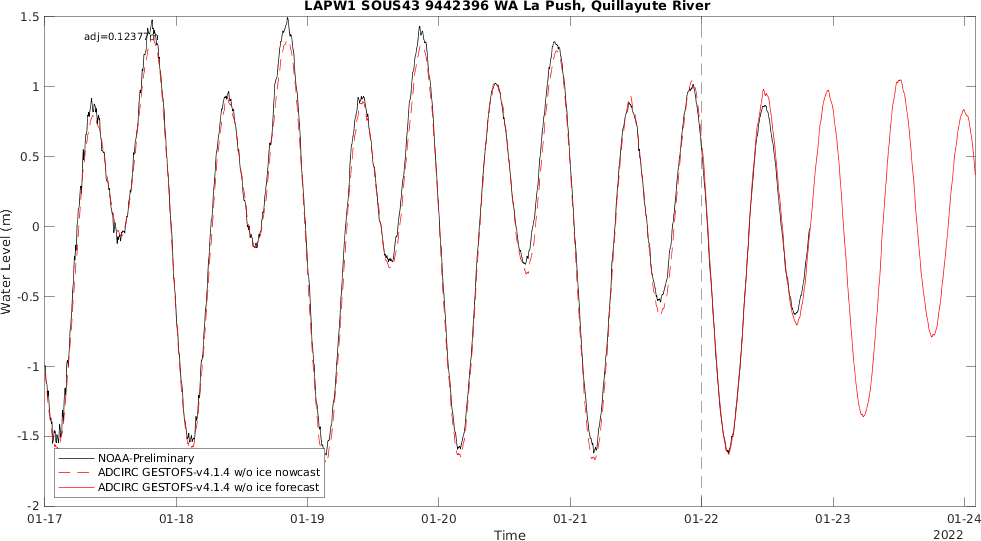 LAPW1 SOUS43 9442396 WA La Push, Quillayute River
adj=0.12377m
Water Level (m)
1.5
1
0.5
0
-0.5
-1
-1.5
-2
NOAA-Preliminary
ADCIRC GESTOFS-v4.1.4 w/o ice nowcast
ADCIRC GESTOFS-v4.1.4 w/o ice forecast
01-17 01-18 01-19 01-20 01-21 01-22 01-23 01-24
Time
2022